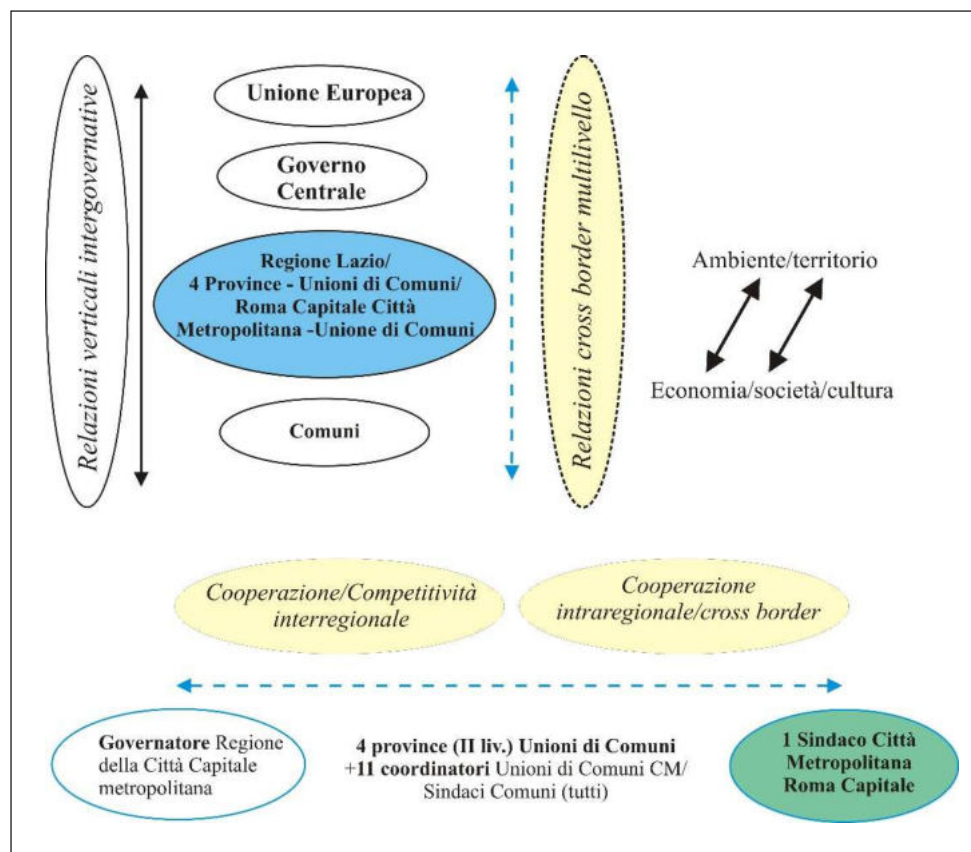 Relazioni verticali intergovernative
Unione Europea
Governo
Centrale
Regione Lazio/
4 Province - Unioni di Comuni/
Roma Capitale Città
Metropolitana -Unione di Comuni
Comuni
Relazioni cross border multilivello
Ambiente/territorio
Economia/società/cultura
Cooperazione/Competitività
interregionale
Cooperazione
intraregionale/cross border
Governatore Regione
della Città Capitale
metropolitana
4 province (II liv.) Unioni di Comuni
+11 coordinatori Unioni di Comuni CM/
Sindaci Comuni (tutti)
1 Sindaco Città
Metropolitana
Roma Capitale